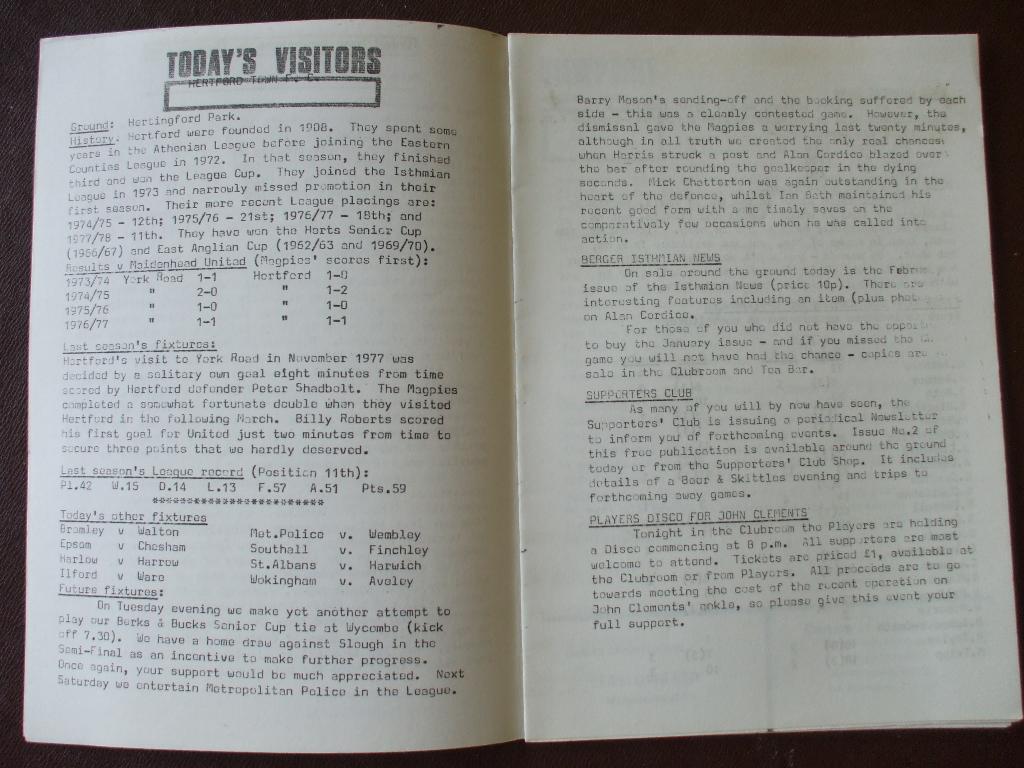 TODAY'S VISITORS
HERTFORD TOWN F. C.
Ground: Hertingford Park.
History. Hertford were founded in 1908. They spent some
years in the Athenian League before joining the Eastern
Counties League in 1972. In that season, they finished
third and won the League Cup. They joined the Isthmian
League in 1973 and narrowly missed promotion in their
first season. Their more recent League placings are:
1974/75 - 12th; 1975/76 - 21st; 1976/77 - 18th; and
1977/78 - 11th. They have won the Herts Senior Cup
(1966/67) and East Anglian Cup (1962/63 and 1969/70).
Results v Maidenhead United (Magpies' scores first):
1973/74 York Road 1-1 Hertford 1-0
1974/75 " 2-0 " 1-2
1975/76 " 1-0 " 1-0
1976/77 " 1-1 " 1-1
Last season's fixtures:
Hertford's visit to York Road in November 1977 was
decided by a solitary own goal eight minutes from time
scored by Hertford defender Peter Shadbolt. The Magpies
completed a somewhat fortunate double when they visited
Hertford in the following March. Billy Roberts scored
his first goal for United just two minutes from time to
secure three points that we hardly deserved.
Last season's League record (Position 11th):
Pl.42 W.15 D.14 L.13 F.57 A.51 Pts.59
**************************
Today's other fixtures
Bromley v Walton Met.Police v. Wembley
Epsom v Chesham Southall v. Finchley
Harlow v Harrow St.Albans v. Harwich
Ilford v Ware Wokingham v. Aveley
Future fixtures:
On Tuesday evening we make yet another attempt to
play our Berks & Bucks Senior Cup tie at Wycombe (kick
off 7.30). We have a home draw against Slough in the
Semi-Final as an incentive to make further progress.
Once again, your support would be much appreciated. Next
Saturday we entertain Metropolitan Police in the League.
Barry Mason's sending-off and the booking suffered by each
side - this was a cleanly contested game. However, the
dismissal gave the Magpies a worrying last twenty minutes,
although in all truth we created the only real chances
when Harris struck a post and Alan Cordice blazed over
the bar after rounding the goalkeeper in the dying
seconds. Mick Chatterton was again outstanding in the
heart of the defence, whilst Ian Bath maintained his
recent good form with some timely saves on the
comparatively few occasions when he was called into
action.
BERGER ISTHMIAN NEWS
On sale around the ground today is the
issue of the Isthmian News (price 10p). There are
interesting features including an item (plus
on Alan Cordice.
For those of you who did not have the
to buy the January issue - and if you missed the
game you will not have had the chance - copies are
sale in the Clubroom and Tea Bar.
SUPPORTERS CLUB
As many of you will by now have seen, the
Supporters' Club is issuing a periodical Newsletter
to inform you of forthcoming events. Issue No.2 of
this free publication is available around the ground
today or from the Supporters' Club Shop. It includes
details of a Beer & Skittles evening and trips to
forthcoming away games.
PLAYERS DISCO FOR JOHN CLEMENTS
Tonight in the Clubroom the Players are holding
a Disco commencing at 8 p.m. All supporters are most
welcome to attend. Tickets are priced £1, available at
the Clubroom or from Players. All proceeds are to go
towards meeting the cost of the recent operation on
John Clements' ankle, so please give this event your
full support.